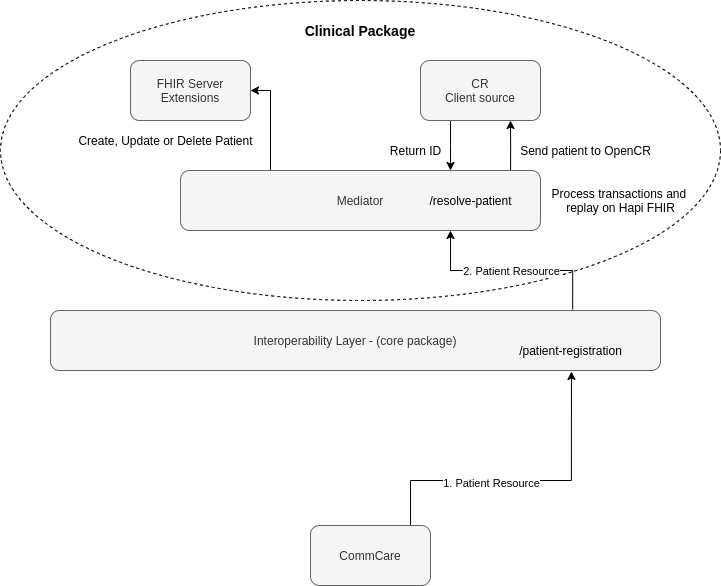 Clinical Package
FHIR Server
Extensions
CR
Client source
Create, Update or Delete Patient
Return ID
Send patient to OpenCR
Mediator
/resolve-patient
Process transactions and
replay on Hapi FHIR
2. Patient Resource
Interoperability Layer - (core package)
/patient-registration
1. Patient Resource
CommCare